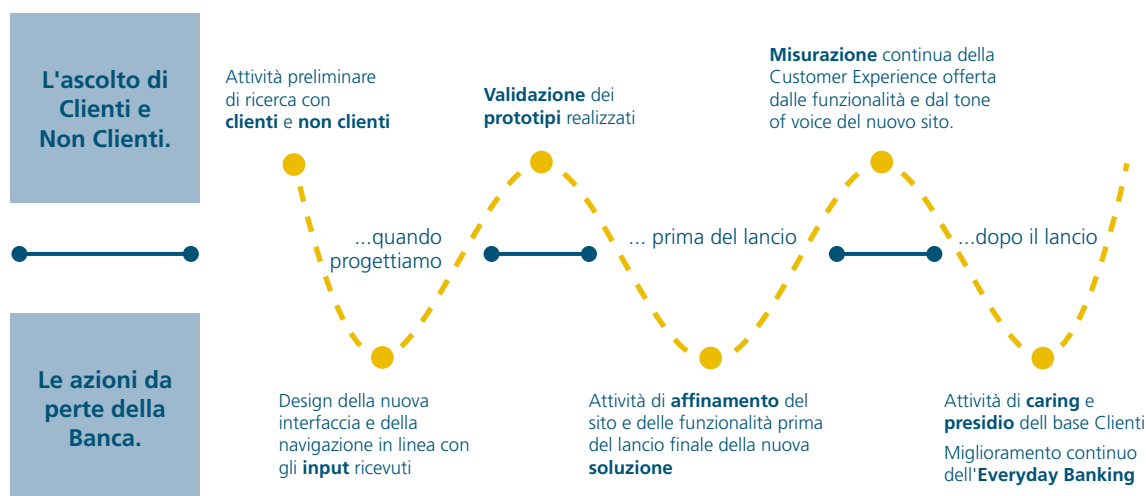 L'ascolto di
Clienti e
Non Clienti.
Attività preliminare
di ricerca con
clienti e non clienti
Validazione dei
prototipi realizzati
Misurazione continua della
Customer Experience offerta
dalle funzionalità e dal tone
of voice del nuovo sito.
...quando
progettiamo
... prima del lancio
...dopo il lancio
Le azioni da
perte della
Banca.
Design della nuova
interfaccia e della
navigazione in linea con
gli input ricevuti
Attività di affinamento del
sito e delle funzionalità prima
del lancio finale della nuova
soluzione
Attività di caring e
presidio dell base Clienti
Miglioramento continuo
dell'Everyday Banking